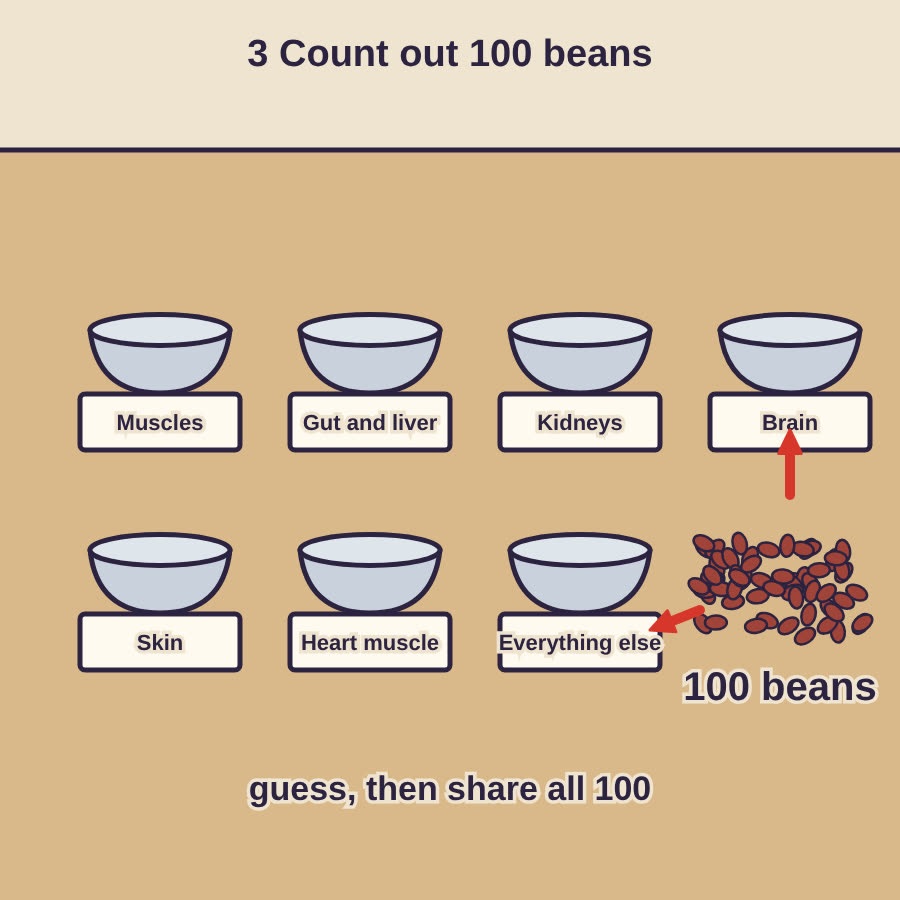 3 Count out 100 beans
Muscles
Gut and liver
Kidneys
Brain
Skin
Heart muscle
Everything else
100 beans
guess, then share all 100